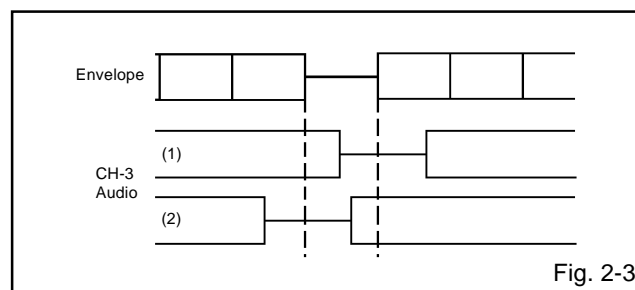 Envelope
(1)
CH-3
Audio
(2)
Fig. 2-3